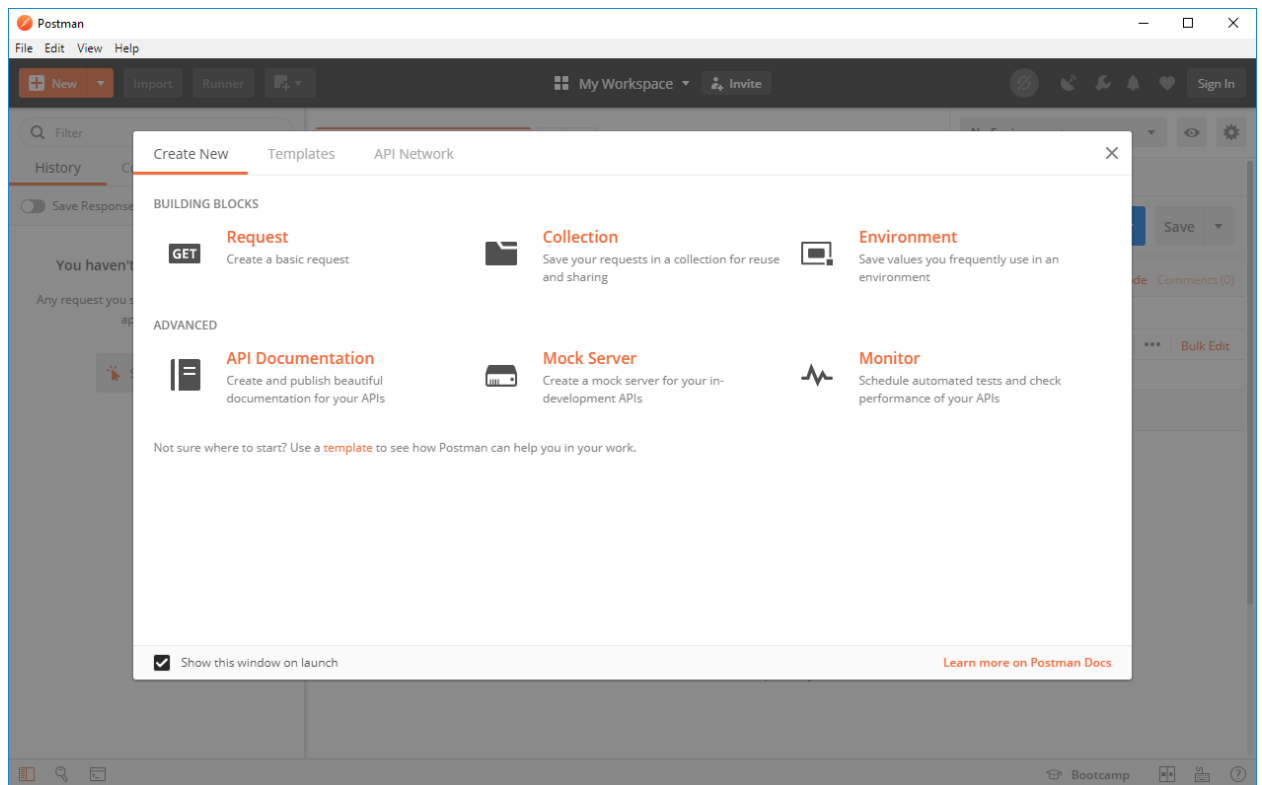 Postman
File Edit View Help
New Import Runner My Workspace Invite Sign In
Filter
History
Save Response
Save
You haven't
Comments (0)
Any request you
Bulk Edit
Create New Templates API Network
BUILDING BLOCKS
GET
Request
Create a basic request
Collection
Save your requests in a collection for reuse
and sharing
Environment
Save values you frequently use in an
environment
ADVANCED
API Documentation
Create and publish beautiful
documentation for your APIs
Mock Server
Create a mock server for your in-
development APIs
Monitor
Schedule automated tests and check
performance of your APIs
Not sure where to start? Use a template to see how Postman can help you in your work.
Show this window on launch
Learn more on Postman Docs
Bootcamp